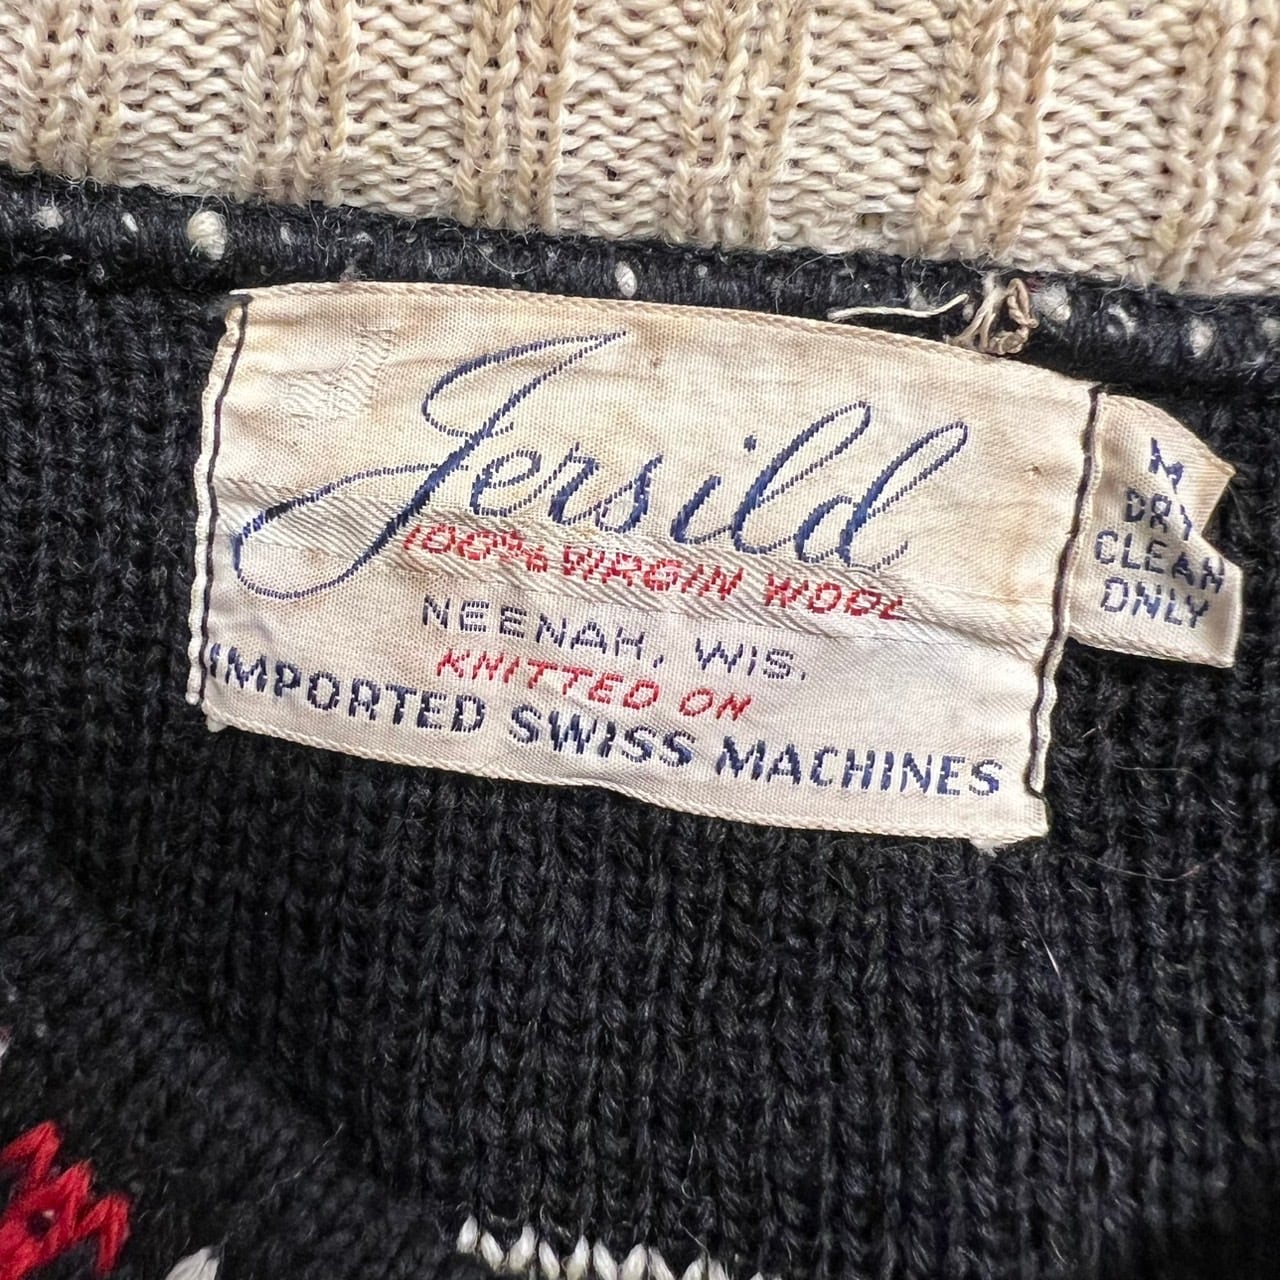 Jersild
100% VIRGIN WOOL
NEENAH, WIS.
KNITTED ON
IMPORTED SWISS MACHINES
M
DRY
CLEAN
ONLY